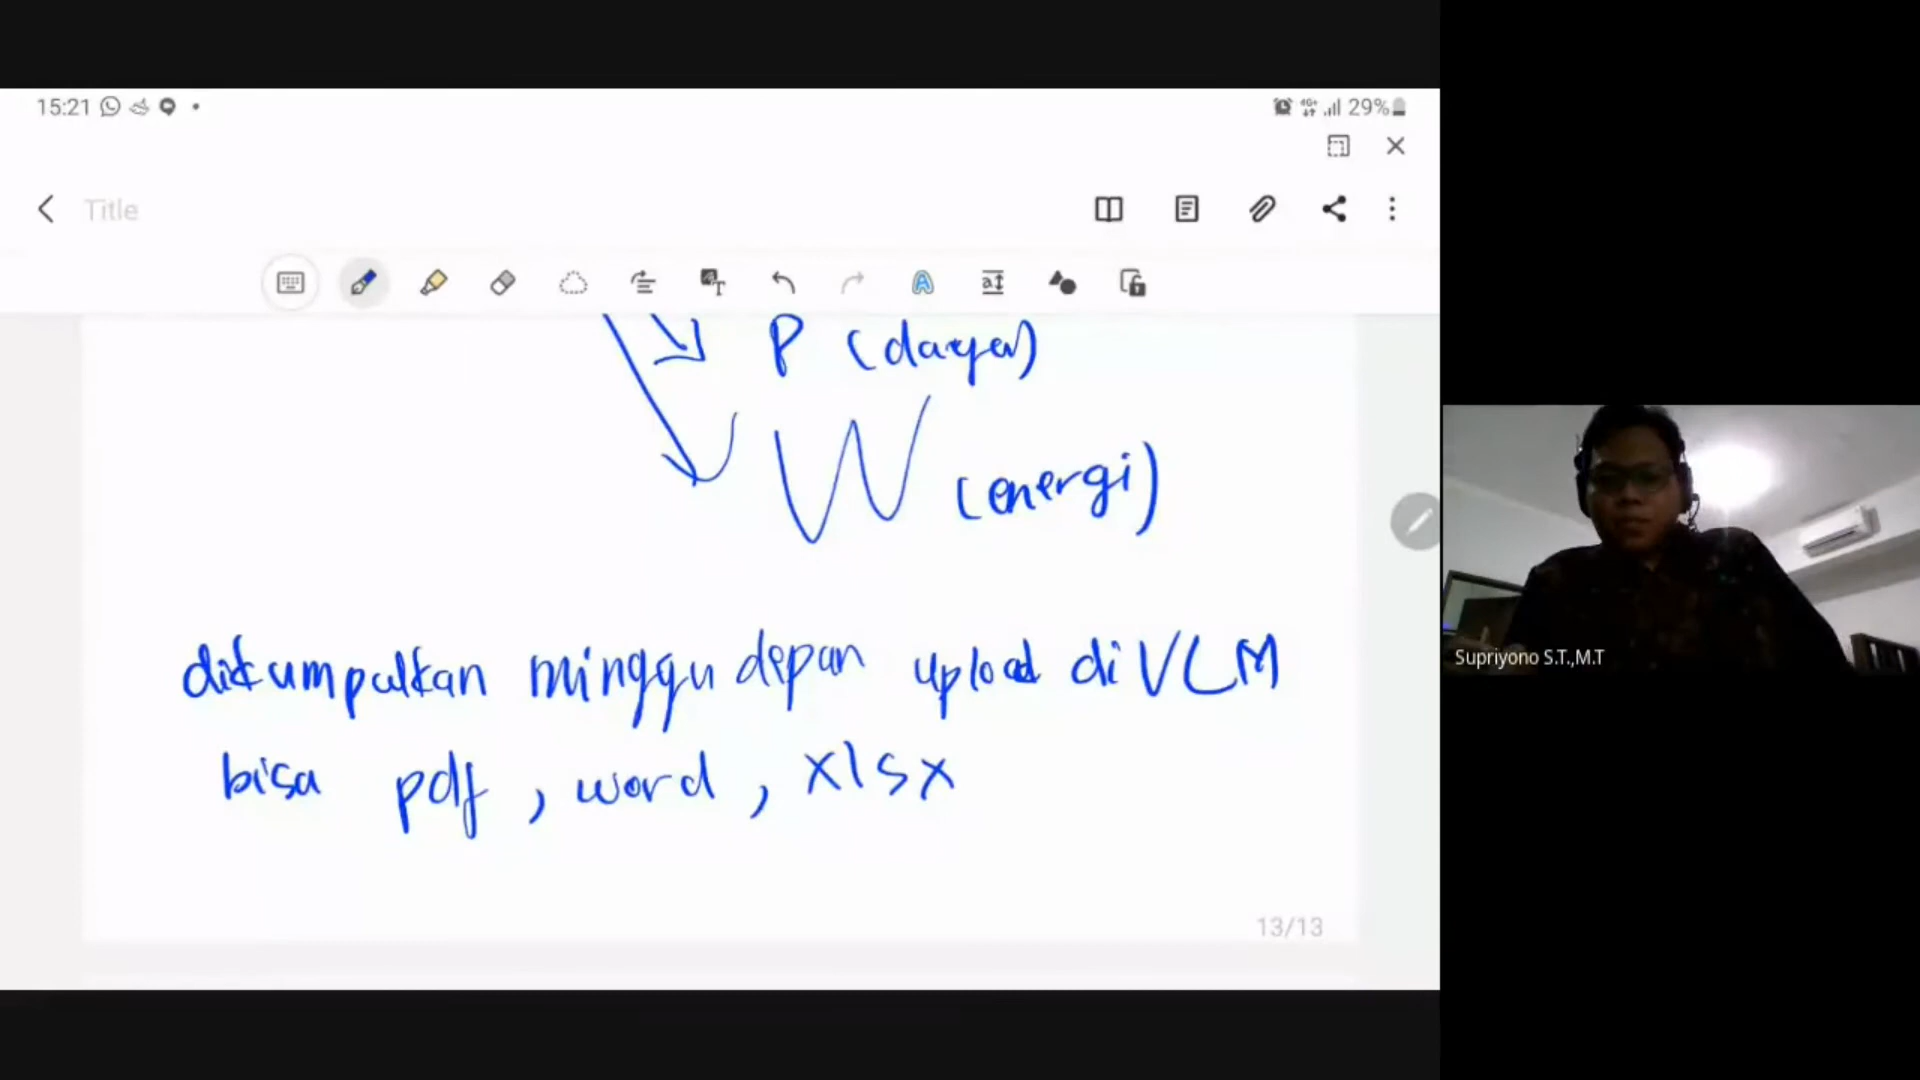 15:21
29%
Title
P (daya)
W (energi)
dikumpulkan minggu depan upload di VLM
bisa pdf , word , xlsx
13/13
Supriyono S.T.,M.T